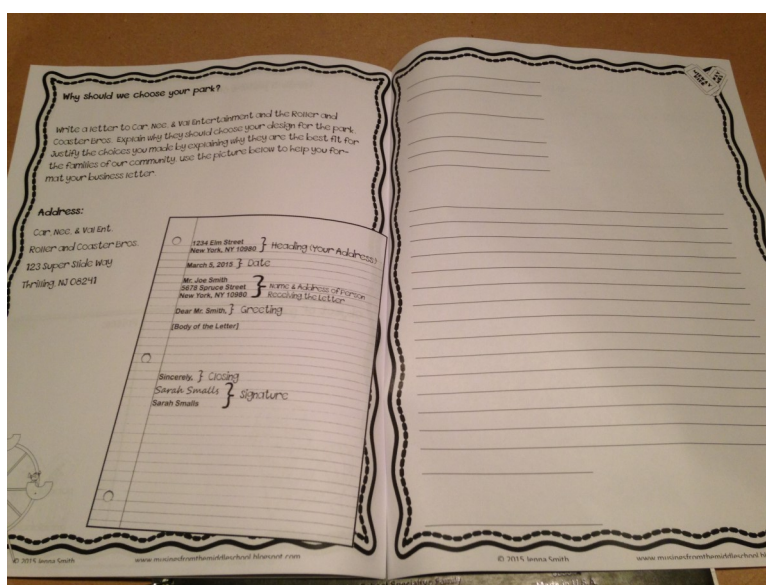 Why should we choose your park?
Write a letter to Car, Nee, & Val Entertainment and the Roller and
Coaster Bros. Explain why they should choose your design for the park.
Justify the choices you made by explaining why they are the best fit for
the families of our community. Use the picture below to help you for-
mat your business letter.
Address:
Car, Nee, & Val Ent.
Roller and Coaster Bros.
123 Super Slide Way
Thrilling, NJ 08241
1234 Elm Street
New York, NY 10980 } Heading (Your Address)
March 5, 2015 } Date
Mr. Joe Smith
5678 Spruce Street } Name & Address of Person
New York, NY 10980 Receiving the Letter
Dear Mr. Smith, } Greeting
[Body of the Letter]
Sincerely, } Closing
Sarah Smalls } Signature
Sarah Smalls
© 2015 Jenna Smith www.musingsfromthemiddleschool.blogspot.com
© 2015 Jenna Smith